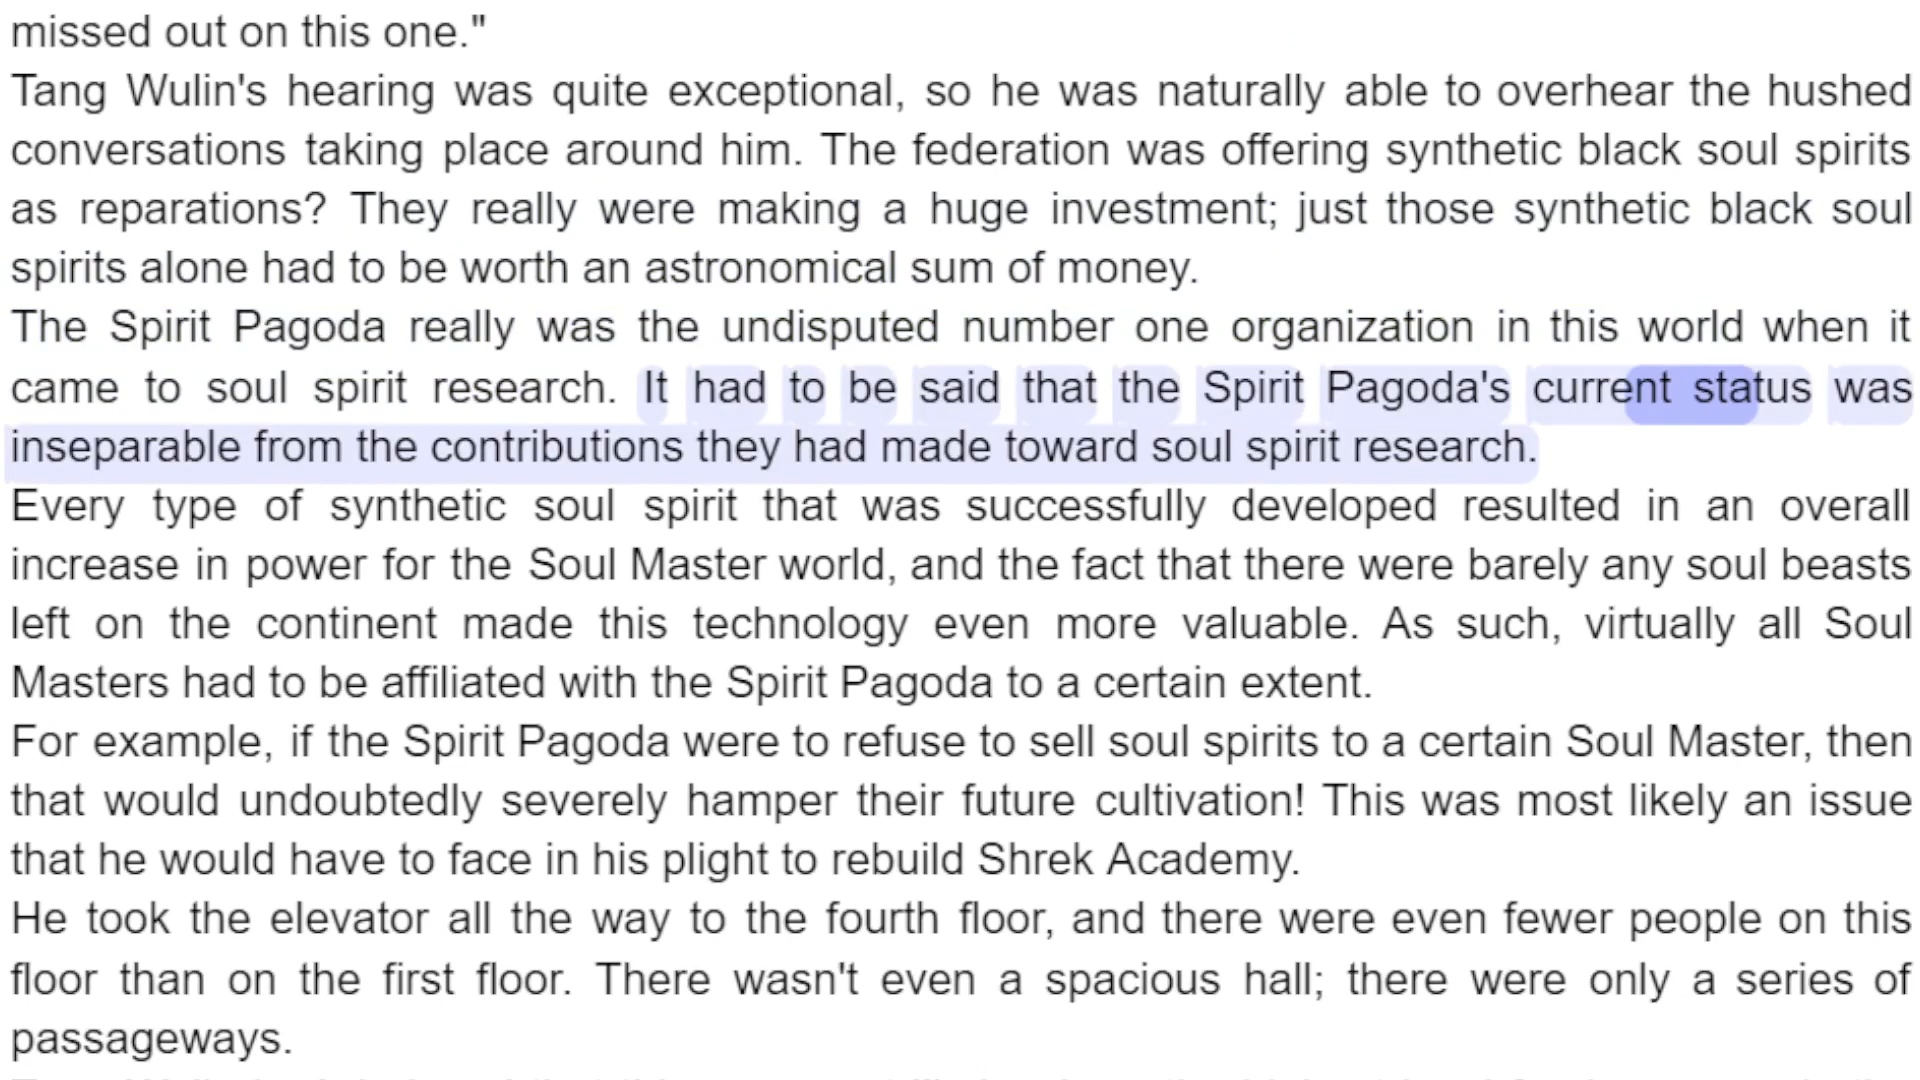 missed out on this one."
Tang Wulin's hearing was quite exceptional, so he was naturally able to overhear the hushed
conversations taking place around him. The federation was offering synthetic black soul spirits
as reparations? They really were making a huge investment; just those synthetic black soul
spirits alone had to be worth an astronomical sum of money.
The Spirit Pagoda really was the undisputed number one organization in this world when it
came to soul spirit research. It had to be said that the Spirit Pagoda's current status was
inseparable from the contributions they had made toward soul spirit research.
Every type of synthetic soul spirit that was successfully developed resulted in an overall
increase in power for the Soul Master world, and the fact that there were barely any soul beasts
left on the continent made this technology even more valuable. As such, virtually all Soul
Masters had to be affiliated with the Spirit Pagoda to a certain extent.
For example, if the Spirit Pagoda were to refuse to sell soul spirits to a certain Soul Master, then
that would undoubtedly severely hamper their future cultivation! This was most likely an issue
that he would have to face in his plight to rebuild Shrek Academy.
He took the elevator all the way to the fourth floor, and there were even fewer people on this
floor than on the first floor. There wasn't even a spacious hall; there were only a series of
passageways.